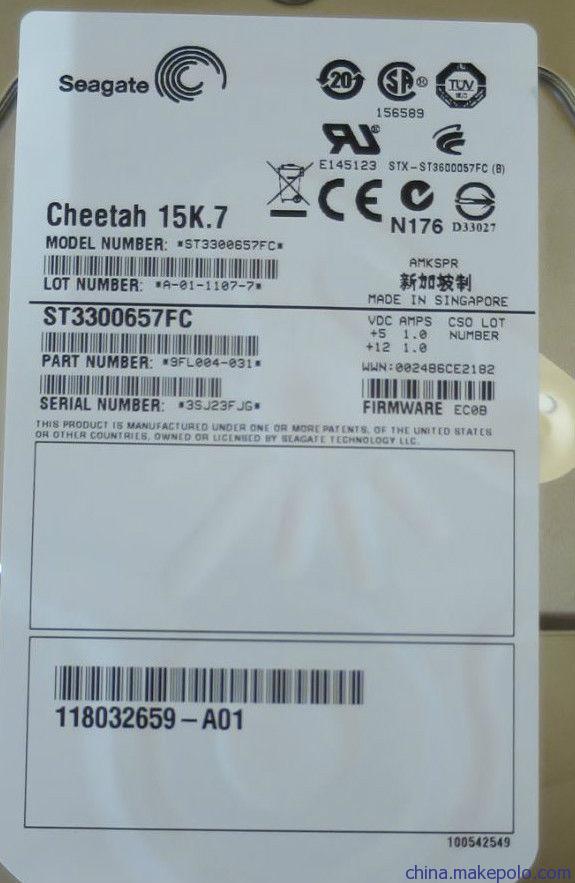 Seagate
20
SA ®
TUV
156589
E145123 STX-ST3600057FC (B)
Cheetah 15K.7
CE
N176 D33027
MODEL NUMBER: *ST3300657FC*
AMKSPR
新加坡制
LOT NUMBER: *A-01-1107-7*
MADE IN SINGAPORE
ST3300657FC
VDC AMPS CSO LOT
+5 1.0 NUMBER
+12 1.0
PART NUMBER: *9FL004-031*
WWN:002486CE2182
SERIAL NUMBER: *3SJ23FJG*
FIRMWARE EC0B
THIS PRODUCT IS MANUFACTURED UNDER ONE OR MORE PATENTS, OF THE UNITED STATES
OR OTHER COUNTRIES, OWNED OR LICENSED BY SEAGATE TECHNOLOGY LLC.
118032659-A01
100542549
china.makepolo.com